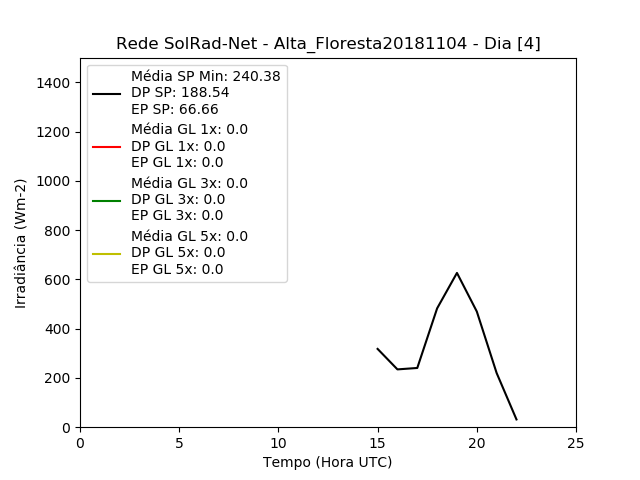 Rede SolRad-Net - Alta_Floresta20181104 - Dia [4]
Média SP Min: 240.38
DP SP: 188.54
EP SP: 66.66
Média GL 1x: 0.0
DP GL 1x: 0.0
EP GL 1x: 0.0
Média GL 3x: 0.0
DP GL 3x: 0.0
EP GL 3x: 0.0
Média GL 5x: 0.0
DP GL 5x: 0.0
EP GL 5x: 0.0
Irradiância (Wm-2)
1400
1200
1000
800
600
400
200
0
0 5 10 15 20 25
Tempo (Hora UTC)